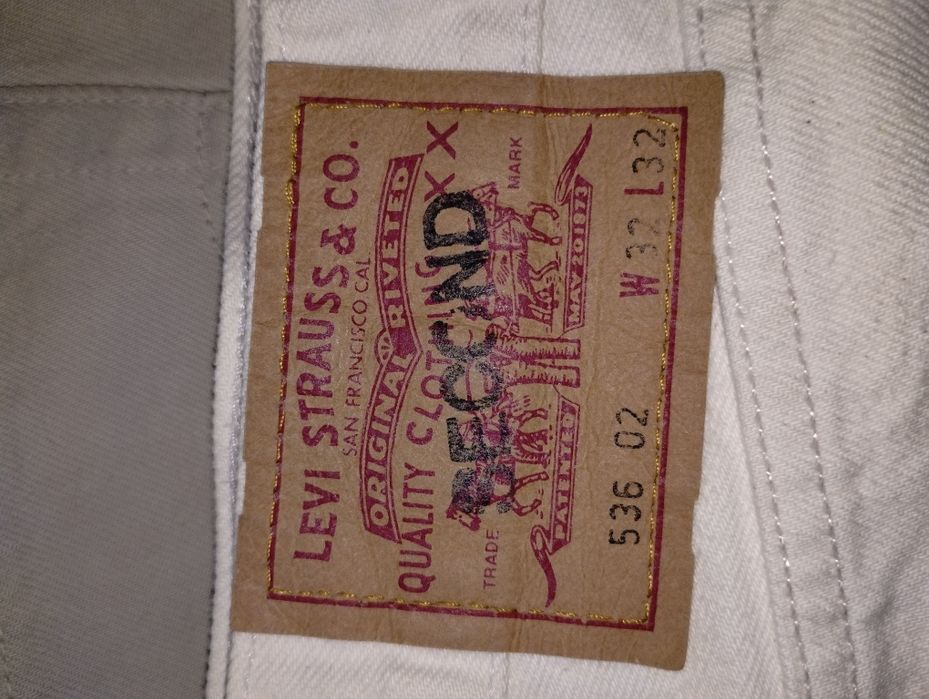 LEVI STRAUSS & CO.
SAN FRANCISCO CAL
ORIGINAL RIVETED
QUALITY CLOTHING XX
SECOND
TRADE MARK
PATENTED MAY 20 1873
536 02 W 32 L32